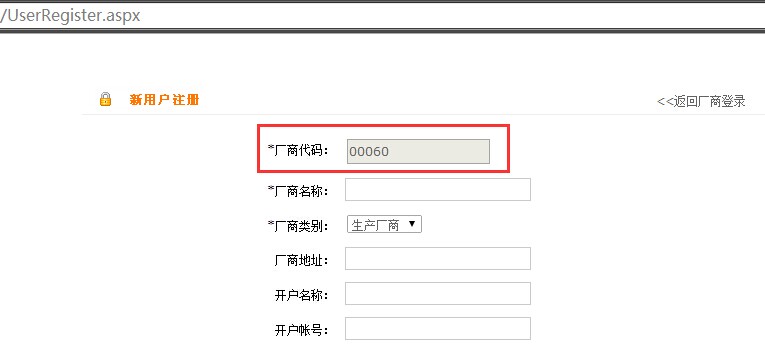 /UserRegister.aspx
新用户注册
<<返回厂商登录
*厂商代码： 00060
*厂商名称：
*厂商类别： 生产厂商
厂商地址：
开户名称：
开户帐号：